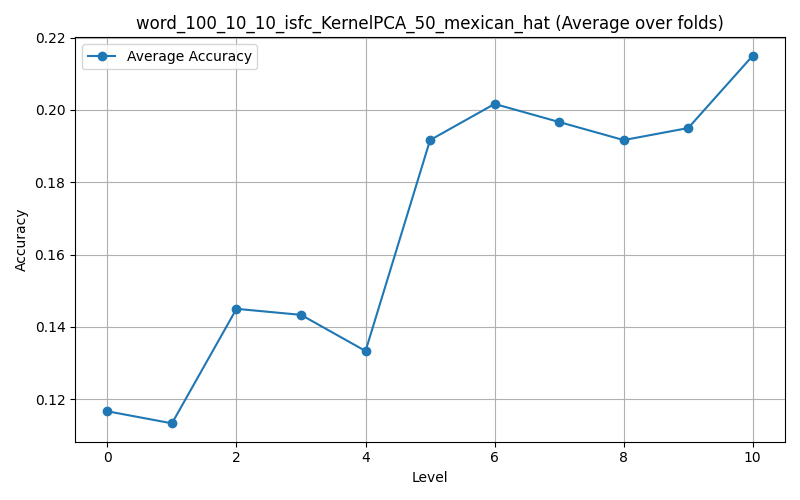 word_100_10_10_isfc_KernelPCA_50_mexican_hat (Average over folds)
Average Accuracy
0.22
0.20
0.18
0.16
0.14
0.12
Accuracy
0 2 4 6 8 10
Level